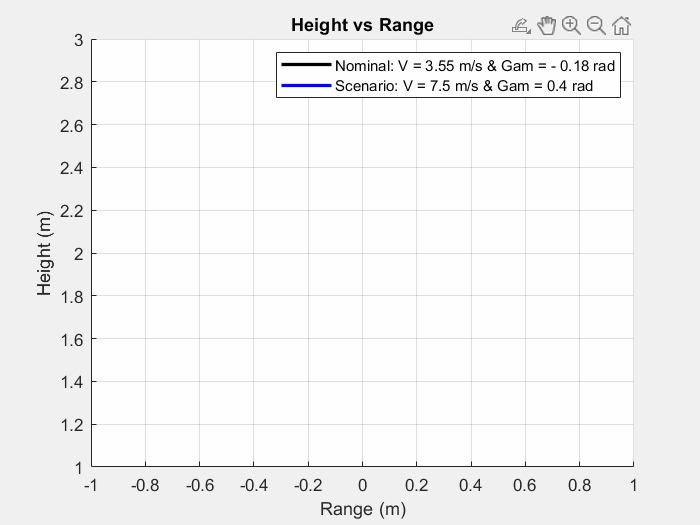 Height vs Range
Nominal: V = 3.55 m/s & Gam = - 0.18 rad
Scenario: V = 7.5 m/s & Gam = 0.4 rad
3
2.8
2.6
2.4
2.2
2
1.8
1.6
1.4
1.2
1
Height (m)
-1 -0.8 -0.6 -0.4 -0.2 0 0.2 0.4 0.6 0.8 1
Range (m)